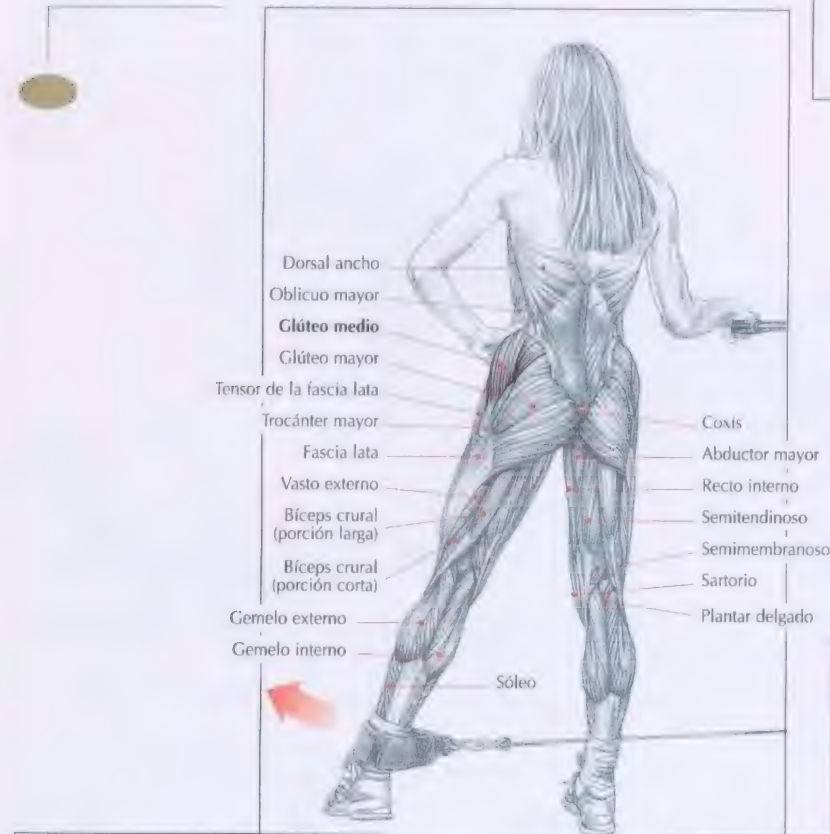 Dorsal ancho
Oblicuo mayor
Glúteo medio
Glúteo mayor
Tensor de la fascia lata
Trocánter mayor
Fascia lata
Vasto externo
Bíceps crural
(porción larga)
Bíceps crural
(porción corta)
Gemelo externo
Gemelo interno
Sóleo
Coxis
Abductor mayor
Recto interno
Semitendinoso
Semimembranoso
Sartorio
Plantar delgado